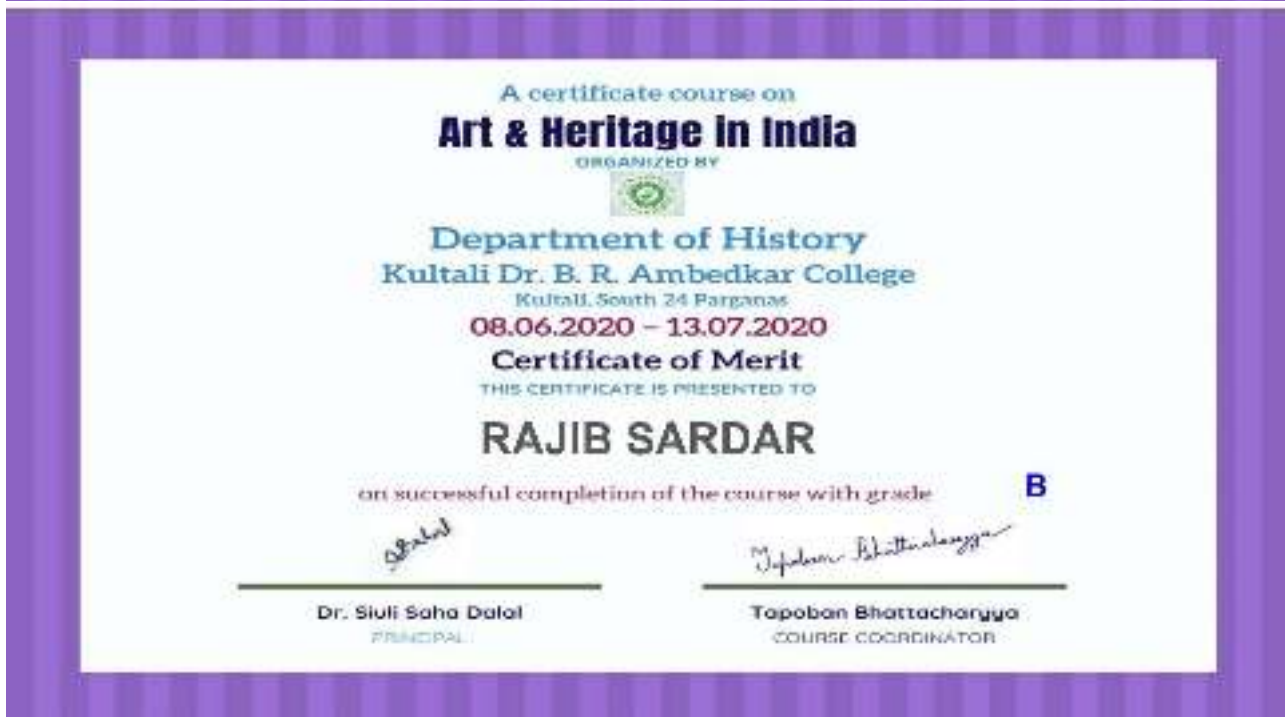 A certificate course on
Art & Heritage in India
ORGANIZED BY
Department of History
Kultali Dr. B. R. Ambedkar College
Kultali, South 24 Parganas
08.06.2020 – 13.07.2020
Certificate of Merit
THIS CERTIFICATE IS PRESENTED TO
RAJIB SARDAR
on successful completion of the course with grade B
Tapoban Bhattacharyya
Dr. Siuli Saha Dalal
Tapoban Bhattacharyya
PRINCIPAL
COURSE COORDINATOR